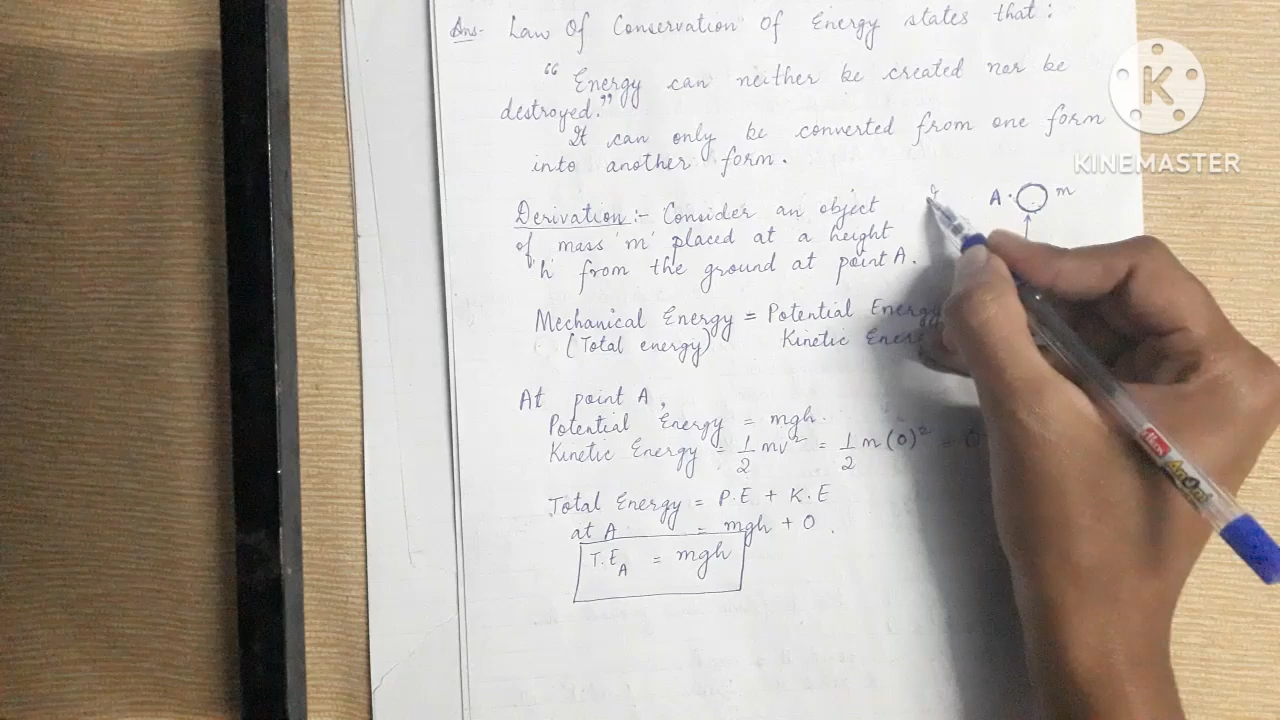 Ans- Law Of Conservation Of Energy states that:
"Energy can neither be created nor be
destroyed."
It can only be converted from one form
into another form.
Derivation:- Consider an object
of mass 'm' placed at a height
'h' from the ground at point A.
A. m
Mechanical Energy = Potential Energy
(Total energy) Kinetic Ener
At point A,
Potential Energy = mgh.
Kinetic Energy = 1/2 mv² = 1/2 m(0)² = 0
Total Energy = P.E + K.E
at A = mgh + 0.
T.E_A = mgh
K
KINEMASTER